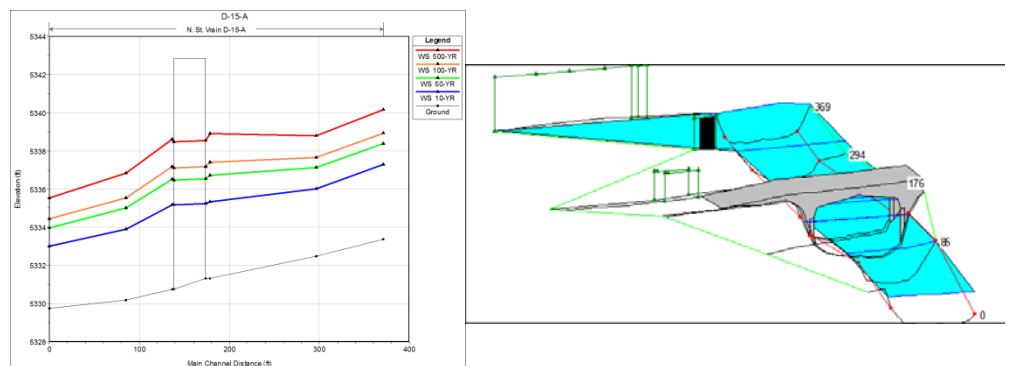 D-15-A
N. St. Vrain D-15-A
Legend
WS 500-YR
WS 100-YR
WS 50-YR
WS 10-YR
Ground
5344
5342
5340
5338
5336
5334
5332
5330
5328
Elevation (ft)
0
100
200
300
400
Main Channel Distance (ft)
369
294
176
86
0